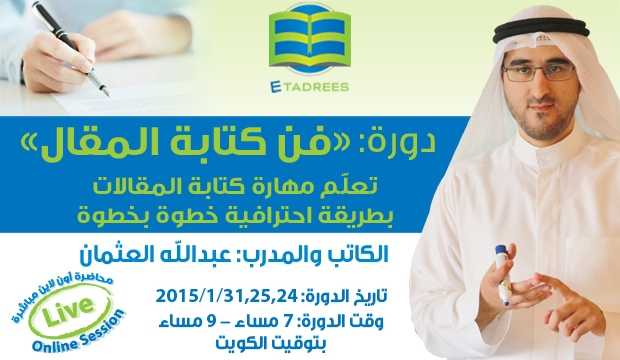 ETADREES
دورة: «فن كتابة المقال»
تعلّم مهارة كتابة المقالات
بطريقة احترافية خطوة بخطوة
الكاتب والمدرب: عبدالله العثمان
تاريخ الدورة: 2015/1/31,25,24
وقت الدورة: 7 مساء - 9 مساء
بتوقيت الكويت
محاضرة أون لاين مباشرة
Live
Online Session